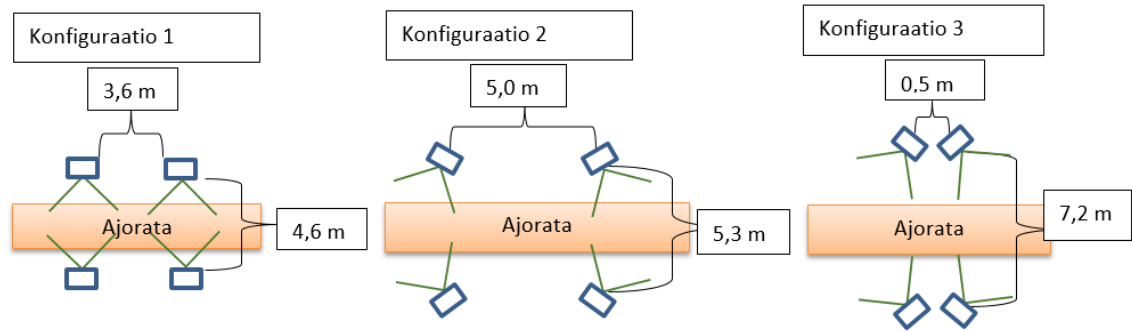 Konfiguraatio 1
3,6 m
Ajorata
4,6 m
Konfiguraatio 2
5,0 m
Ajorata
5,3 m
Konfiguraatio 3
0,5 m
Ajorata
7,2 m